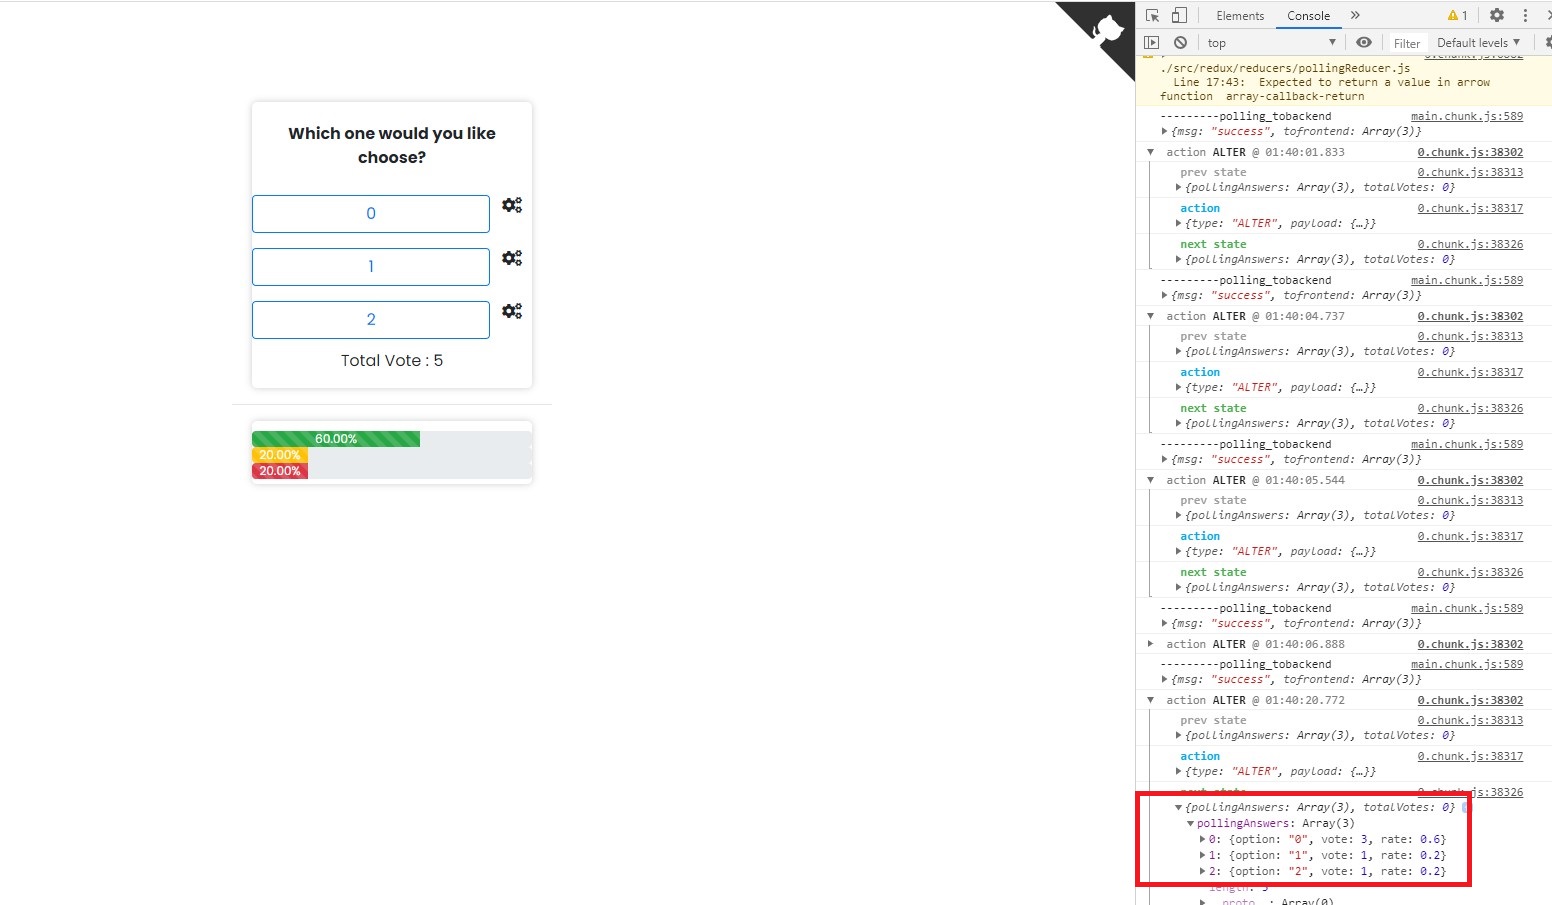 Which one would you like
choose?
0
1
2
Total Vote : 5
60.00%
20.00%
20.00%
Elements Console » 1
top Filter Default levels ▼
./src/redux/reducers/pollingReducer.js
Line 17:43: Expected to return a value in arrow
function array-callback-return
---------polling_tobackend main.chunk.js:589
{msg: "success", tofrontend: Array(3)}
action ALTER @ 01:40:01.833 0.chunk.js:38302
prev state 0.chunk.js:38313
{pollingAnswers: Array(3), totalVotes: 0}
action 0.chunk.js:38317
{type: "ALTER", payload: {…}}
next state 0.chunk.js:38326
{pollingAnswers: Array(3), totalVotes: 0}
---------polling_tobackend main.chunk.js:589
{msg: "success", tofrontend: Array(3)}
action ALTER @ 01:40:04.737 0.chunk.js:38302
prev state 0.chunk.js:38313
{pollingAnswers: Array(3), totalVotes: 0}
action 0.chunk.js:38317
{type: "ALTER", payload: {…}}
next state 0.chunk.js:38326
{pollingAnswers: Array(3), totalVotes: 0}
---------polling_tobackend main.chunk.js:589
{msg: "success", tofrontend: Array(3)}
action ALTER @ 01:40:05.544 0.chunk.js:38302
prev state 0.chunk.js:38313
{pollingAnswers: Array(3), totalVotes: 0}
action 0.chunk.js:38317
{type: "ALTER", payload: {…}}
next state 0.chunk.js:38326
{pollingAnswers: Array(3), totalVotes: 0}
---------polling_tobackend main.chunk.js:589
{msg: "success", tofrontend: Array(3)}
action ALTER @ 01:40:06.888 0.chunk.js:38302
---------polling_tobackend main.chunk.js:589
{msg: "success", tofrontend: Array(3)}
action ALTER @ 01:40:20.772 0.chunk.js:38302
prev state 0.chunk.js:38313
{pollingAnswers: Array(3), totalVotes: 0}
action 0.chunk.js:38317
{type: "ALTER", payload: {…}}
next state 0.chunk.js:38326
{pollingAnswers: Array(3), totalVotes: 0}
pollingAnswers: Array(3)
0: {option: "0", vote: 3, rate: 0.6}
1: {option: "1", vote: 1, rate: 0.2}
2: {option: "2", vote: 1, rate: 0.2}